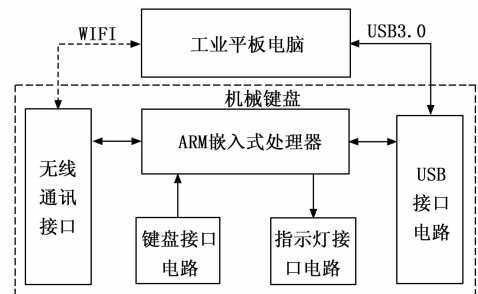 WIFI
工业平板电脑
USB3.0
机械键盘
无线
通讯
接口
ARM嵌入式处理器
USB
接口
电路
键盘接口
电路
指示灯接
口电路